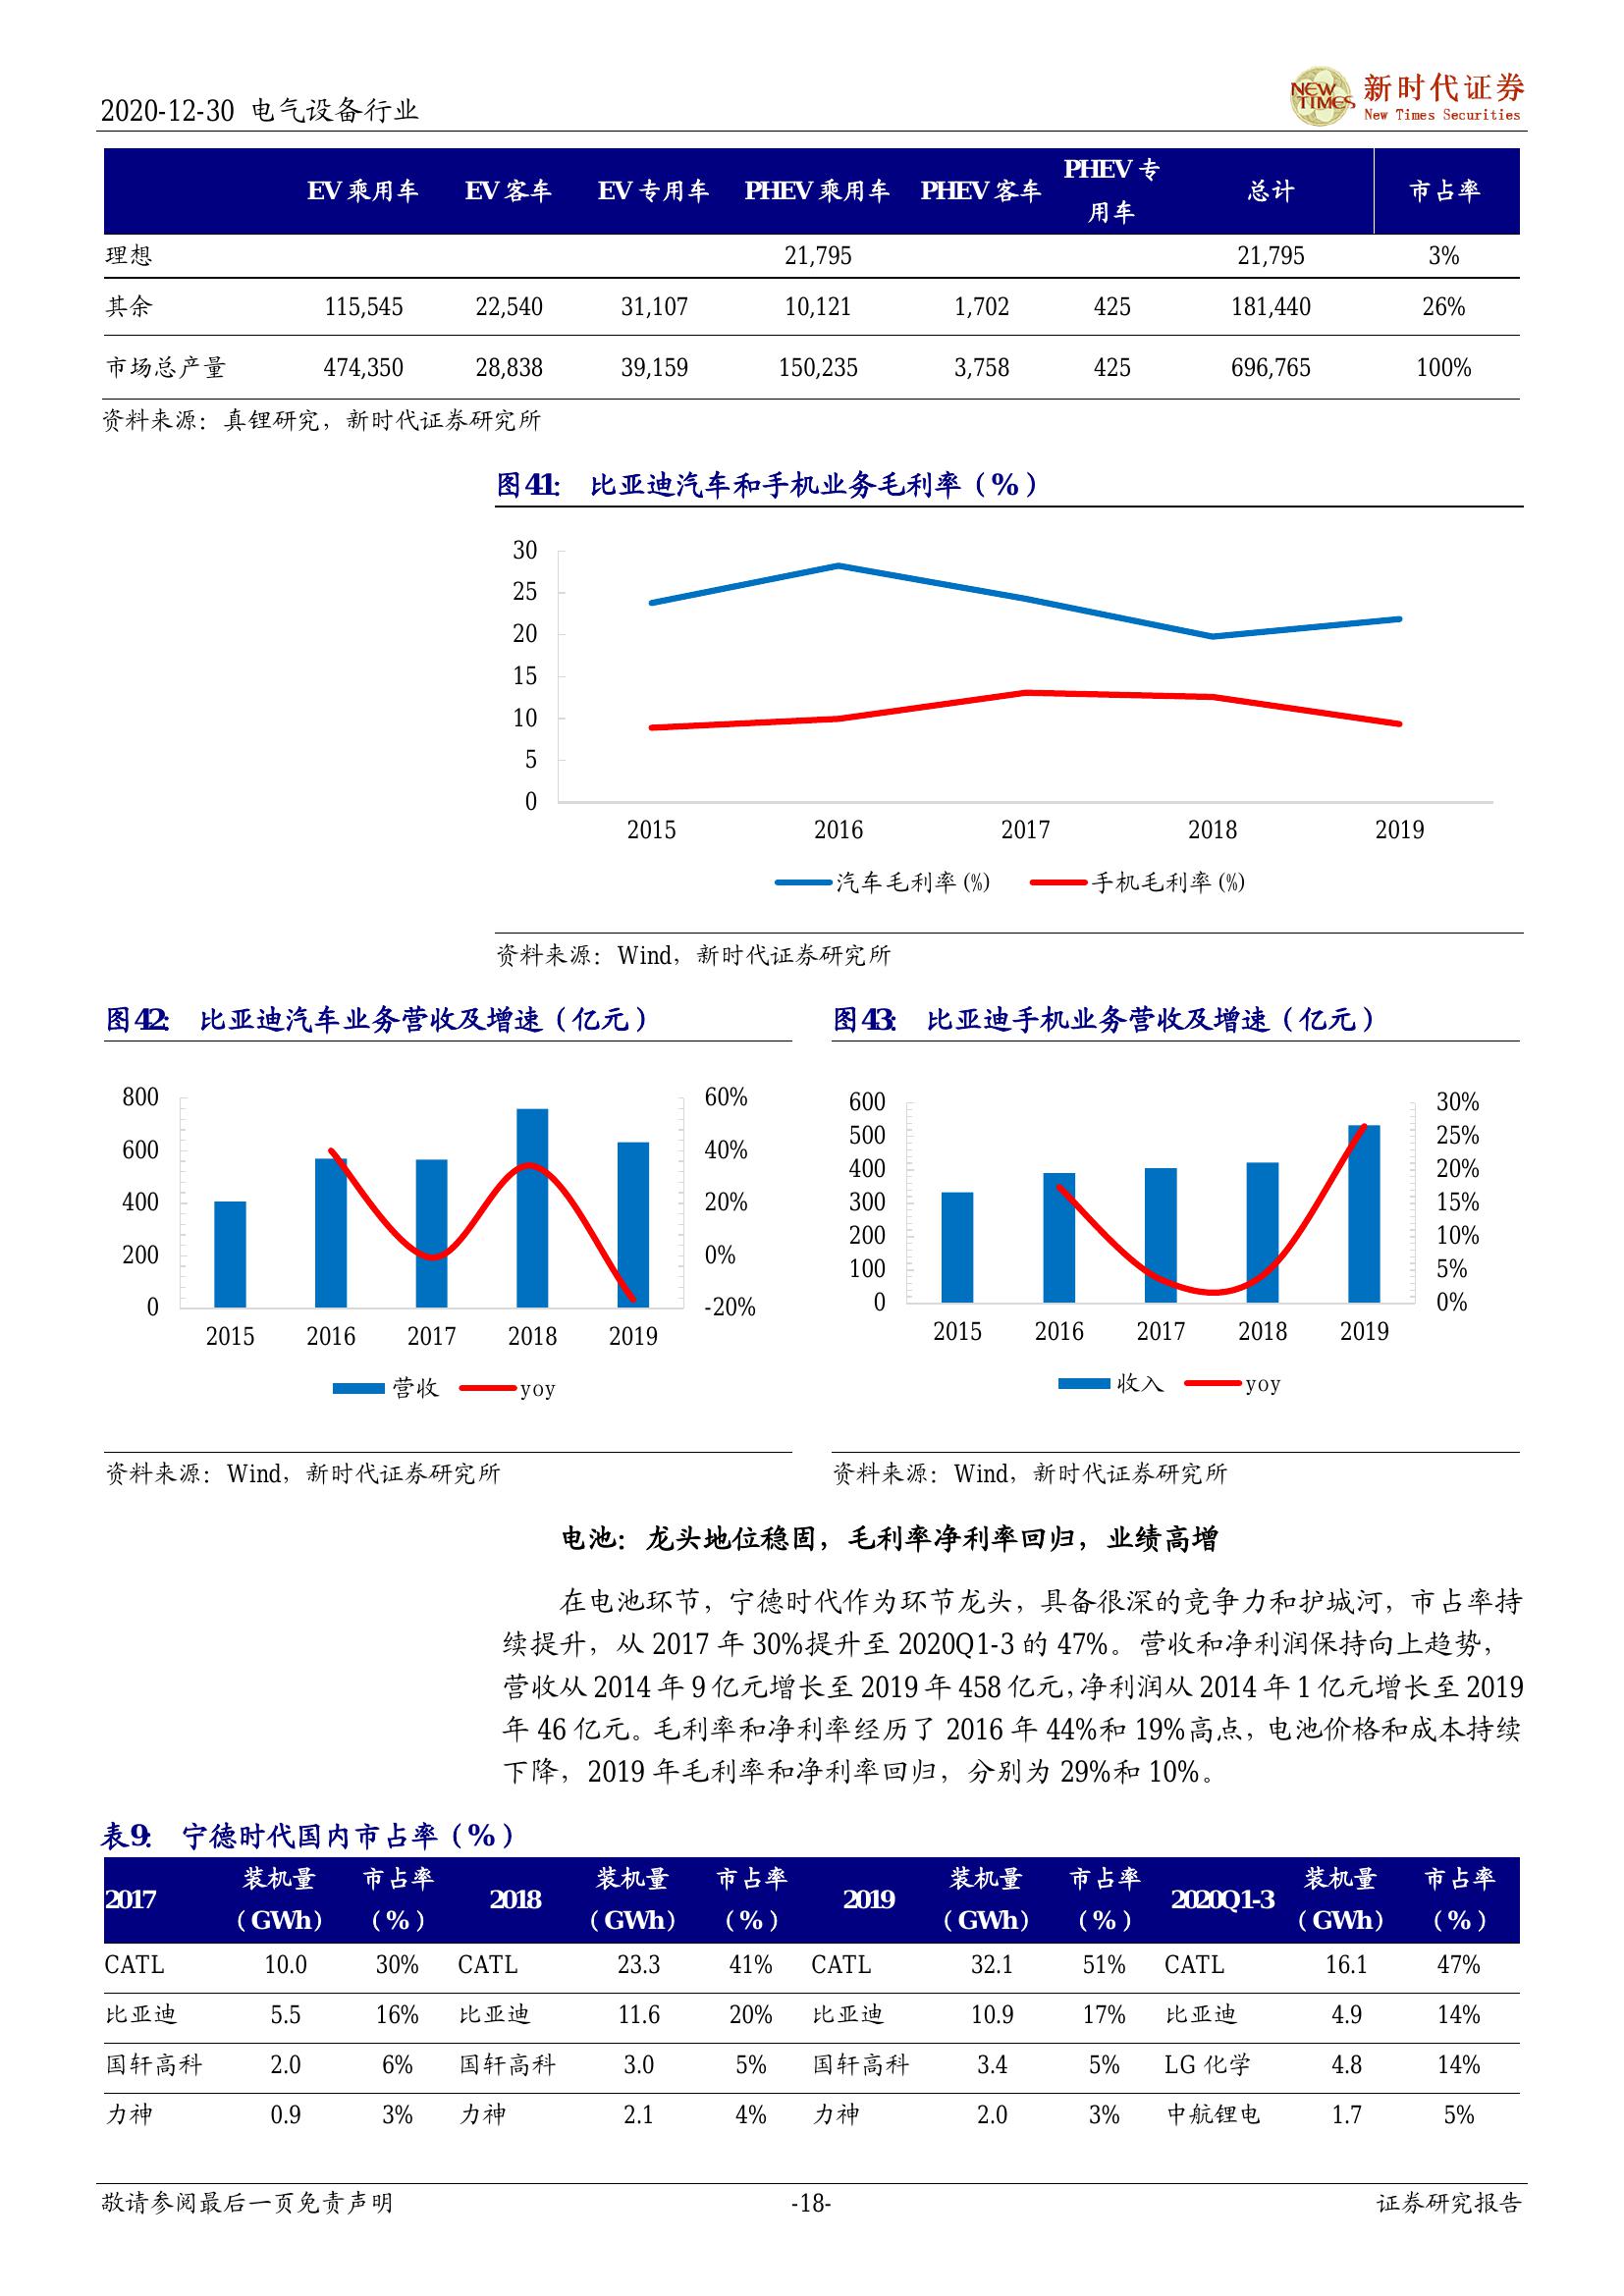 2020-12-30 电气设备行业
NEW TIMES 新时代证券
New Times Securities
EV 乘用车 EV 客车 EV 专用车 PHEV 乘用车 PHEV 客车 PHEV 专用车 总计 市占率
理想 21,795 21,795 3%
其余 115,545 22,540 31,107 10,121 1,702 425 181,440 26%
市场总产量 474,350 28,838 39,159 150,235 3,758 425 696,765 100%
资料来源：真锂研究，新时代证券研究所
图41： 比亚迪汽车和手机业务毛利率（%）
30
25
20
15
10
5
0
2015 2016 2017 2018 2019
汽车毛利率(%) 手机毛利率(%)
资料来源：Wind，新时代证券研究所
图42： 比亚迪汽车业务营收及增速（亿元）
800 60%
600 40%
400 20%
200 0%
0 -20%
2015 2016 2017 2018 2019
营收 yoy
资料来源：Wind，新时代证券研究所
图43： 比亚迪手机业务营收及增速（亿元）
600 30%
500 25%
400 20%
300 15%
200 10%
100 5%
0 0%
2015 2016 2017 2018 2019
收入 yoy
资料来源：Wind，新时代证券研究所
电池：龙头地位稳固，毛利率净利率回归，业绩高增
在电池环节，宁德时代作为环节龙头，具备很深的竞争力和护城河，市占率持
续提升，从 2017 年 30%提升至 2020Q1-3 的 47%。营收和净利润保持向上趋势，
营收从 2014 年 9 亿元增长至 2019 年 458 亿元，净利润从 2014 年 1 亿元增长至 2019
年 46 亿元。毛利率和净利率经历了 2016 年 44%和 19%高点，电池价格和成本持续
下降，2019 年毛利率和净利率回归，分别为 29%和 10%。
表9： 宁德时代国内市占率（%）
2017 装机量（GWh） 市占率（%） 2018 装机量（GWh） 市占率（%） 2019 装机量（GWh） 市占率（%） 2020Q1-3 装机量（GWh） 市占率（%）
CATL 10.0 30% CATL 23.3 41% CATL 32.1 51% CATL 16.1 47%
比亚迪 5.5 16% 比亚迪 11.6 20% 比亚迪 10.9 17% 比亚迪 4.9 14%
国轩高科 2.0 6% 国轩高科 3.0 5% 国轩高科 3.4 5% LG 化学 4.8 14%
力神 0.9 3% 力神 2.1 4% 力神 2.0 3% 中航锂电 1.7 5%
敬请参阅最后一页免责声明 -18- 证券研究报告